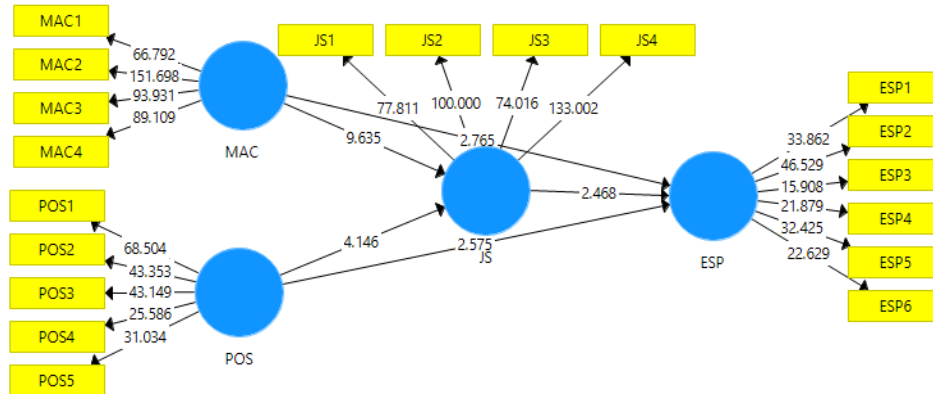 MAC1
MAC2
MAC3
MAC4
66.792
151.698
93.931
89.109
MAC
JS1
JS2
JS3
JS4
77.811
100.000
74.016
133.002
9.635
2.765
JS
POS1
POS2
POS3
POS4
POS5
68.504
43.353
43.149
25.586
31.034
POS
4.146
2.575
2.468
ESP
33.862
46.529
15.908
21.879
32.425
22.629
ESP1
ESP2
ESP3
ESP4
ESP5
ESP6